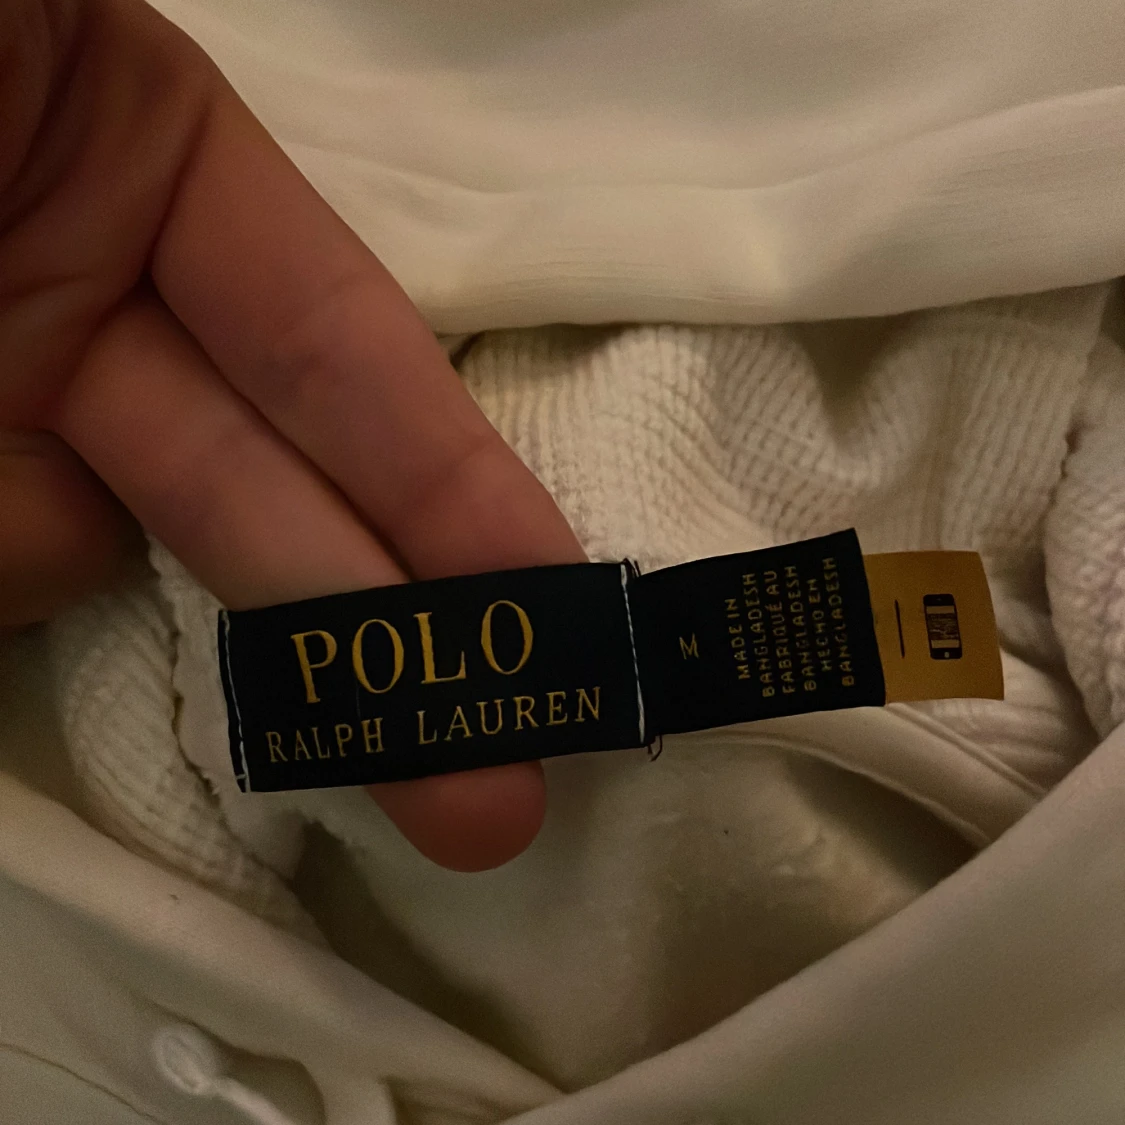 POLO
RALPH LAUREN
M
MADE IN
BANGLADESH
FABRIQUÉ AU
BANGLADESH
HECHO EN
BANGLADESH